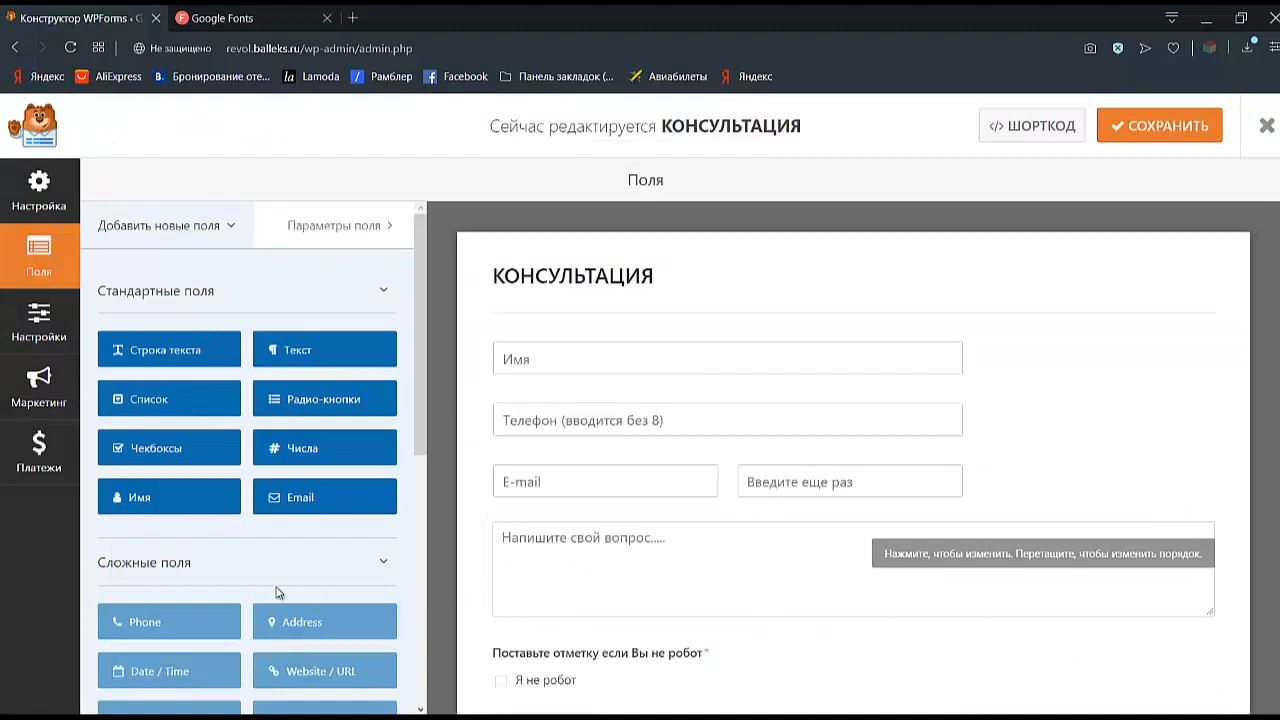 Конструктор WPForms ‹ G
Google Fonts
Не защищено
revol.balleks.ru/wp-admin/admin.php
Яндекс
AliExpress
Бронирование оте...
Lamoda
Рамблер
Facebook
Панель закладок (...
Авиабилеты
Яндекс
Сейчас редактируется КОНСУЛЬТАЦИЯ
</> ШОРТКОД
СОХРАНИТЬ
Настройка
Поля
Настройки
Маркетинг
Платежи
Поля
Добавить новые поля
Параметры поля
Стандартные поля
Строка текста
Текст
Список
Радио-кнопки
Чекбоксы
Числа
Имя
Email
Сложные поля
Phone
Address
Date / Time
Website / URL
КОНСУЛЬТАЦИЯ
Имя
Телефон (вводится без 8)
E-mail
Введите еще раз
Напишите свой вопрос.....
Нажмите, чтобы изменить. Перетащите, чтобы изменить порядок.
Поставьте отметку если Вы не робот*
Я не робот